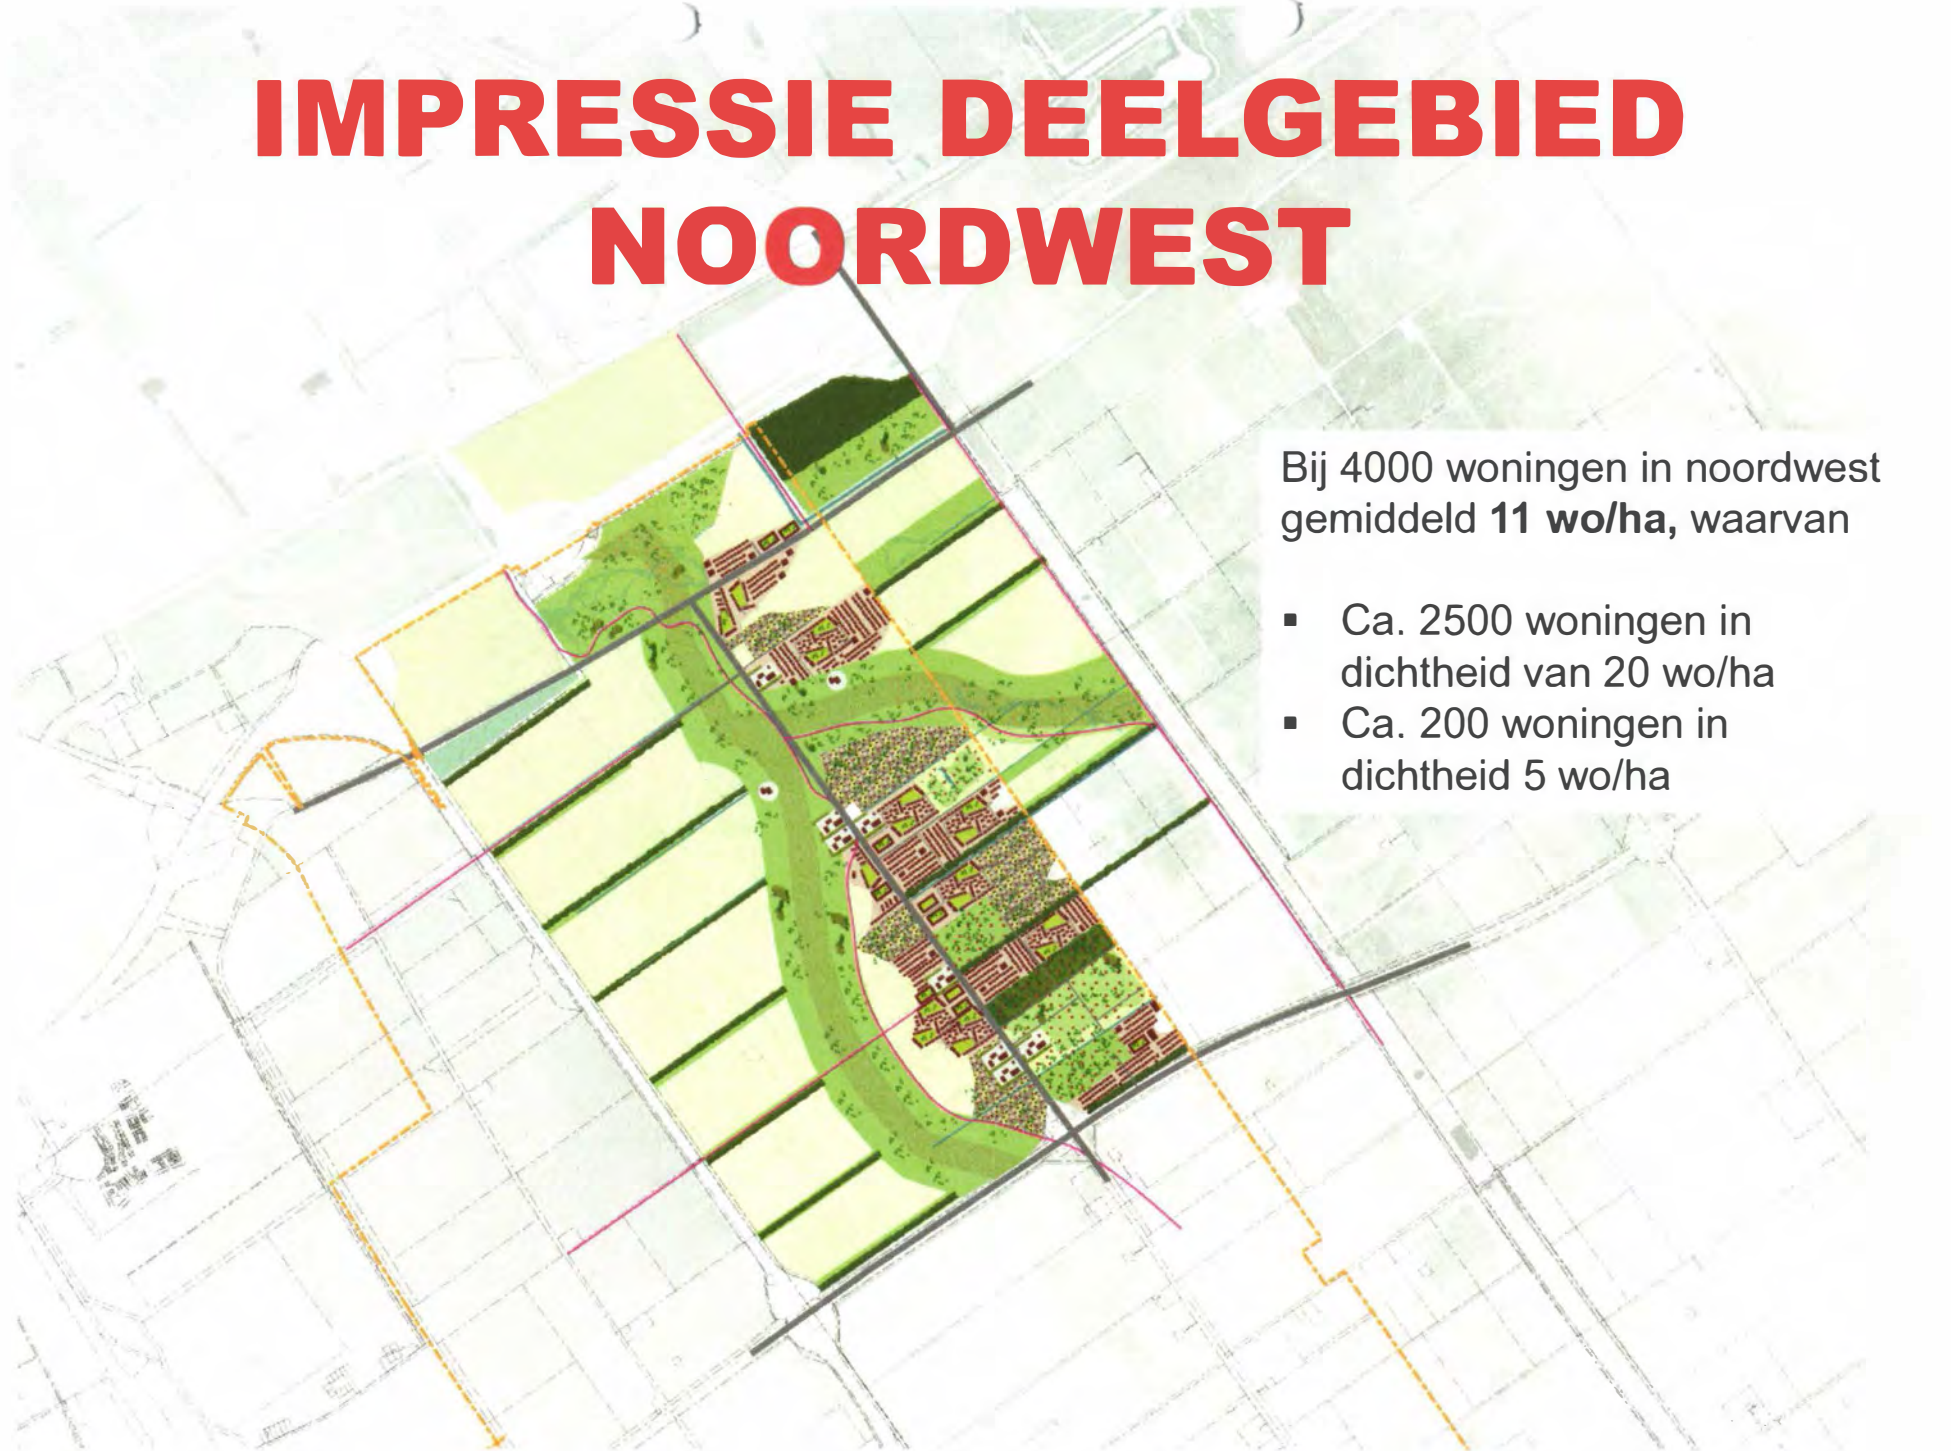 IMPRESSIE DEELGEBIED
NOORDWEST
Bij 4000 woningen in noordwest
gemiddeld 11 wo/ha, waarvan
▪ Ca. 2500 woningen in
dichtheid van 20 wo/ha
▪ Ca. 200 woningen in
dichtheid 5 wo/ha